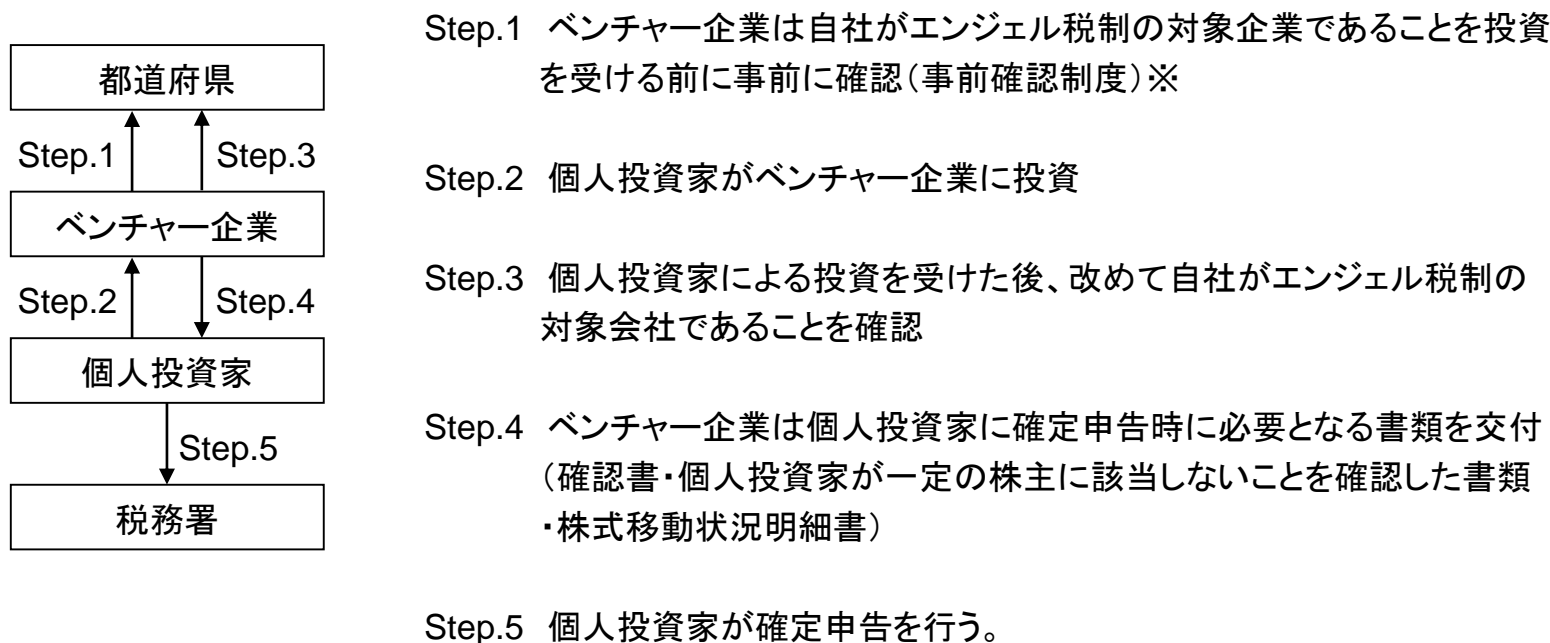 都道府県
Step.1
Step.3
ベンチャー企業
Step.2
Step.4
個人投資家
Step.5
税務署
Step.1 ベンチャー企業は自社がエンジェル税制の対象企業であることを投資
を受ける前に事前に確認(事前確認制度)※
Step.2 個人投資家がベンチャー企業に投資
Step.3 個人投資家による投資を受けた後、改めて自社がエンジェル税制の
対象会社であることを確認
Step.4 ベンチャー企業は個人投資家に確定申告時に必要となる書類を交付
(確認書・個人投資家が一定の株主に該当しないことを確認した書類
・株式移動状況明細書)
Step.5 個人投資家が確定申告を行う。